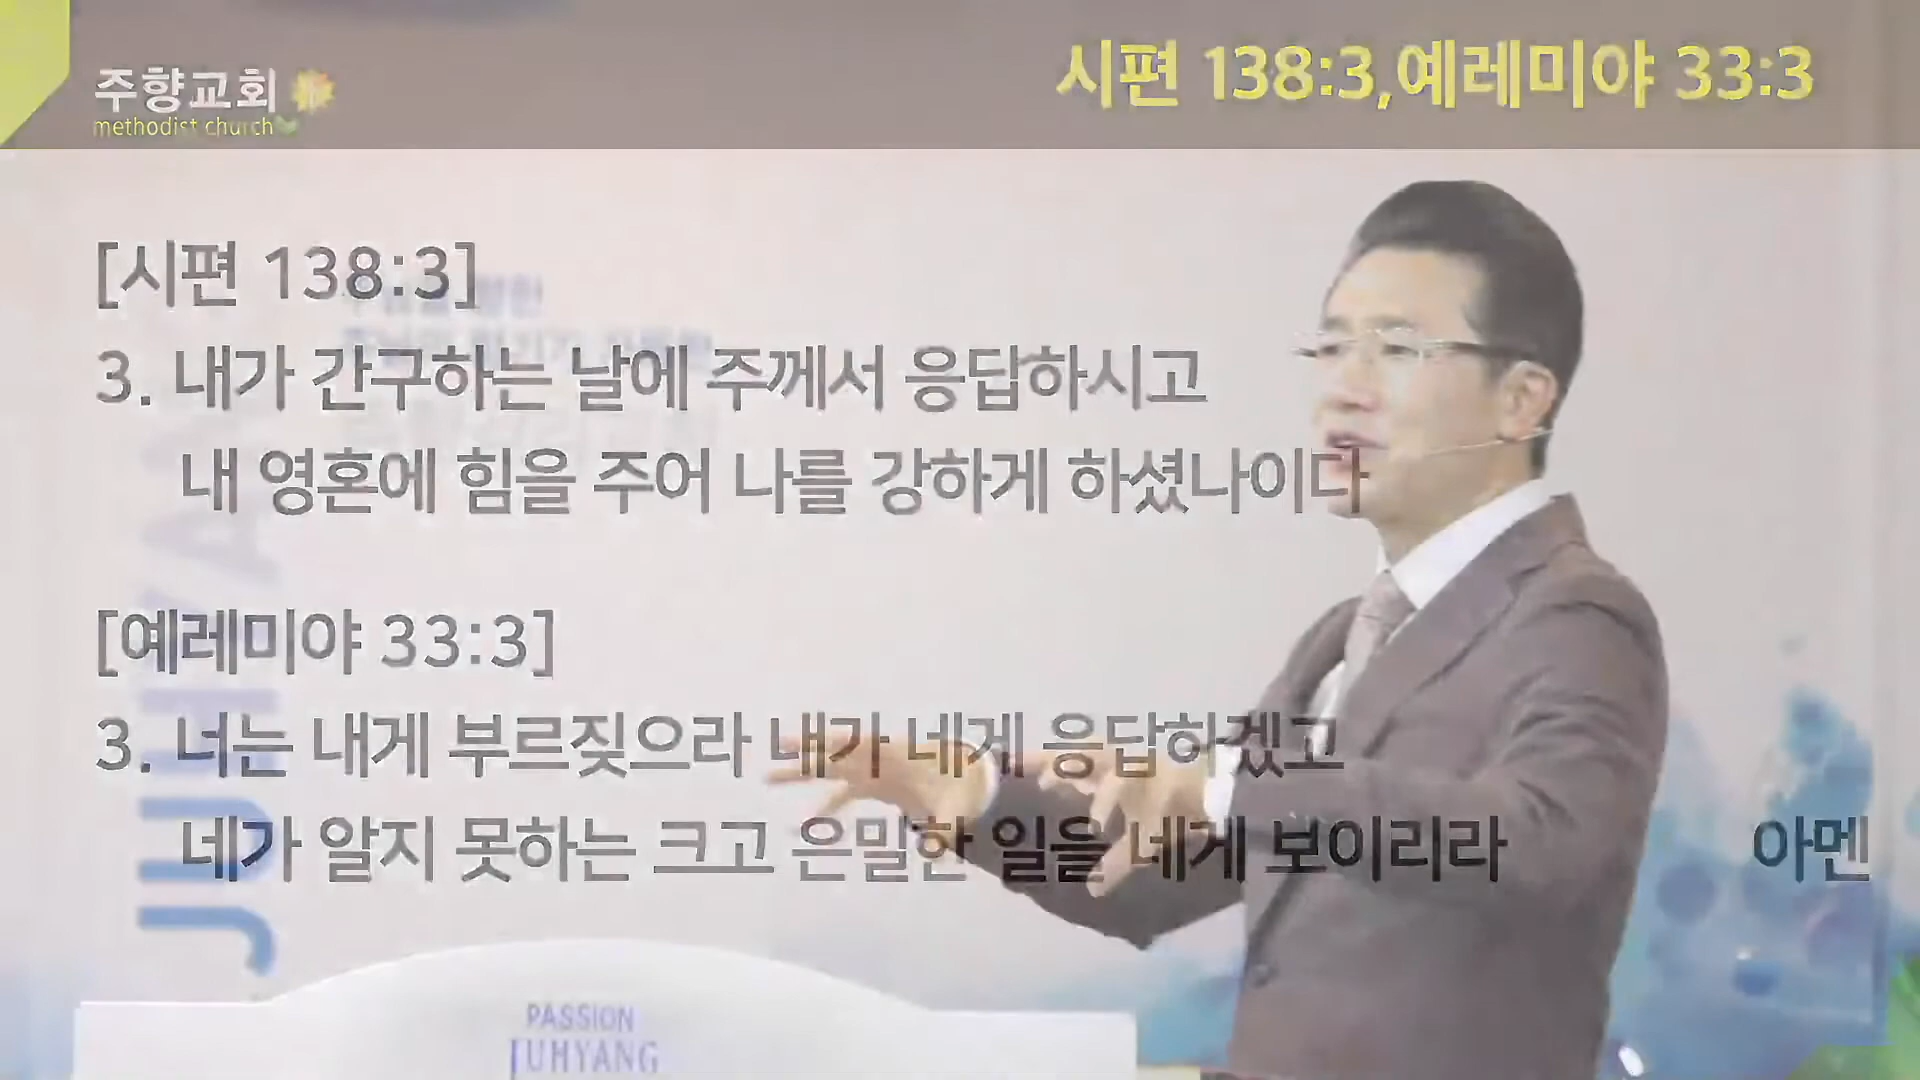 주향교회
methodist church
시편 138:3,예레미야 33:3
[시편 138:3]
3. 내가 간구하는 날에 주께서 응답하시고
내 영혼에 힘을 주어 나를 강하게 하셨나이다
[예레미야 33:3]
3. 너는 내게 부르짖으라 내가 네게 응답하겠고
네가 알지 못하는 크고 은밀한 일을 네게 보이리라 아멘
PASSION
JUHYANG